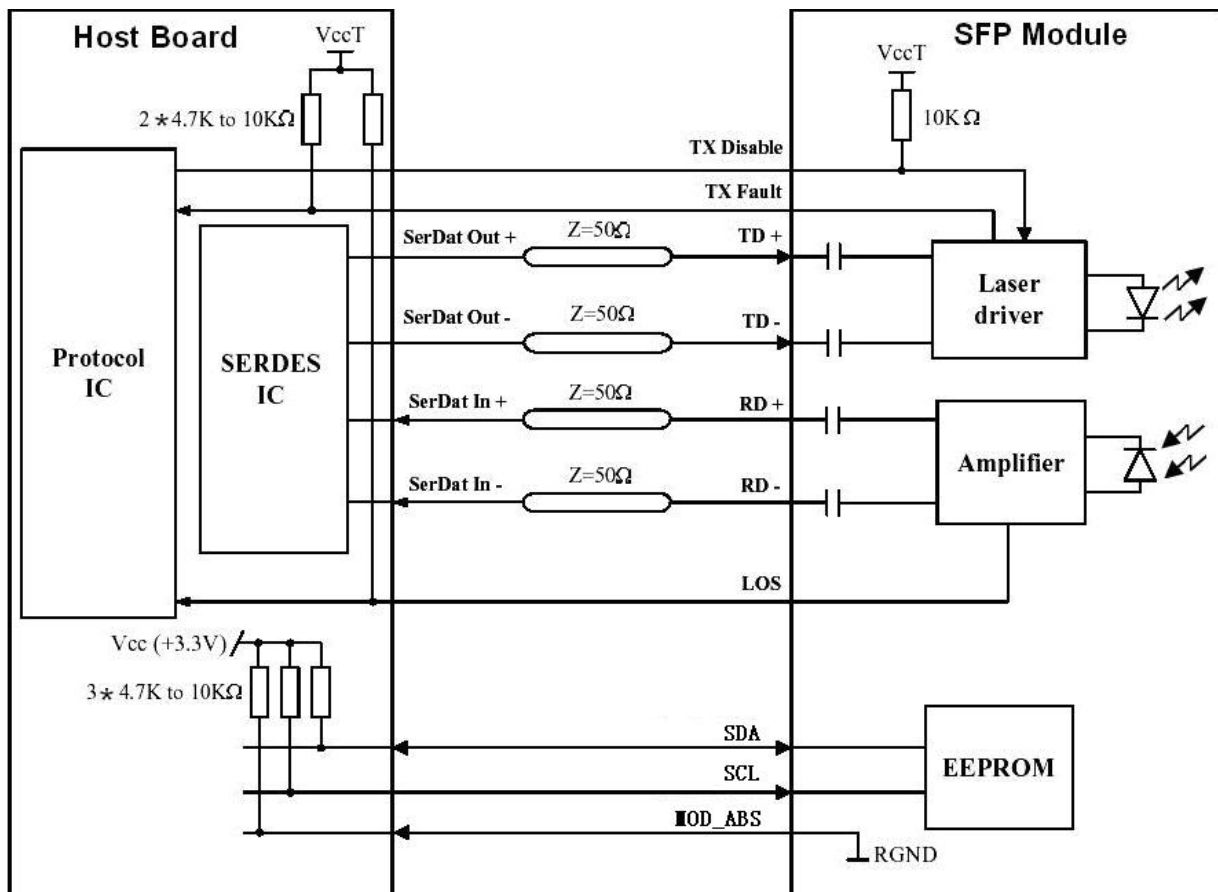 Host Board
SFP Module
VccT
VccT
2*4.7K to 10KΩ
10KΩ
TX Disable
TX Fault
Protocol
IC
SERDES
IC
SerDat Out +
Z=50Ω
TD +
SerDat Out -
Z=50Ω
TD -
Laser
driver
SerDat In +
Z=50Ω
RD +
SerDat In -
Z=50Ω
RD -
Amplifier
LOS
Vcc (+3.3V)
3*4.7K to 10KΩ
SDA
SCL
MOD_ABS
EEPROM
RGND